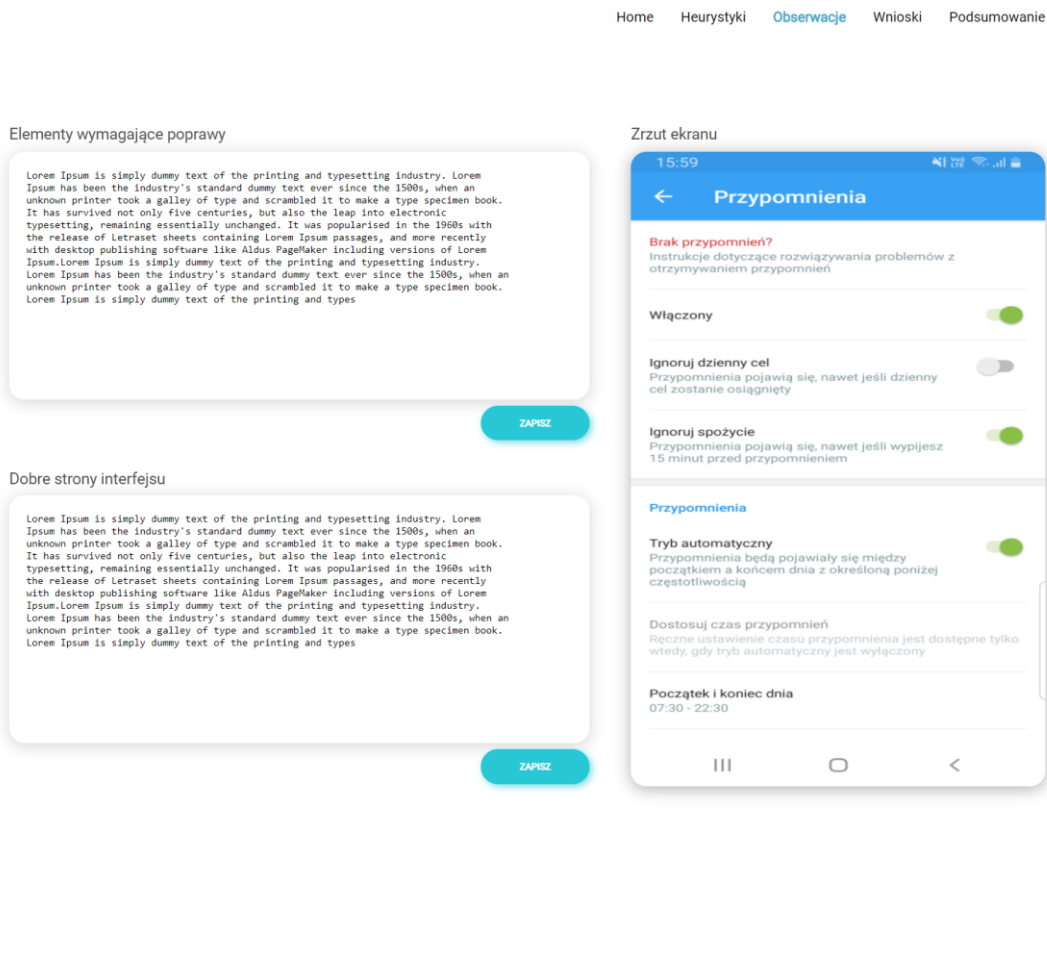 Home Heurystyki Obserwacje Wnioski Podsumowanie
Elementy wymagające poprawy
Lorem Ipsum is simply dummy text of the printing and typesetting industry. Lorem
Ipsum has been the industry's standard dummy text ever since the 1500s, when an
unknown printer took a galley of type and scrambled it to make a type specimen book.
It has survived not only five centuries, but also the leap into electronic
typesetting, remaining essentially unchanged. It was popularised in the 1960s with
the release of Letraset sheets containing Lorem Ipsum passages, and more recently
with desktop publishing software like Aldus PageMaker including versions of Lorem
Ipsum.Lorem Ipsum is simply dummy text of the printing and typesetting industry.
Lorem Ipsum has been the industry's standard dummy text ever since the 1500s, when an
unknown printer took a galley of type and scrambled it to make a type specimen book.
Lorem Ipsum is simply dummy text of the printing and types
ZAPISZ
Dobre strony interfejsu
Lorem Ipsum is simply dummy text of the printing and typesetting industry. Lorem
Ipsum has been the industry's standard dummy text ever since the 1500s, when an
unknown printer took a galley of type and scrambled it to make a type specimen book.
It has survived not only five centuries, but also the leap into electronic
typesetting, remaining essentially unchanged. It was popularised in the 1960s with
the release of Letraset sheets containing Lorem Ipsum passages, and more recently
with desktop publishing software like Aldus PageMaker including versions of Lorem
Ipsum.Lorem Ipsum is simply dummy text of the printing and typesetting industry.
Lorem Ipsum has been the industry's standard dummy text ever since the 1500s, when an
unknown printer took a galley of type and scrambled it to make a type specimen book.
Lorem Ipsum is simply dummy text of the printing and types
ZAPISZ
Zrzut ekranu
15:59
Przypomnienia
Brak przypomnień?
Instrukcje dotyczące rozwiązywania problemów z
otrzymywaniem przypomnień
Włączony
Ignoruj dzienny cel
Przypomnienia pojawią się, nawet jeśli dzienny
cel zostanie osiągnięty
Ignoruj spożycie
Przypomnienia pojawią się, nawet jeśli wypijesz
15 minut przed przypomnieniem
Przypomnienia
Tryb automatyczny
Przypomnienia będą pojawiały się między
początkiem a końcem dnia z określoną poniżej
częstotliwością
Dostosuj czas przypomnień
Ręczne ustawienie czasu przypomnienia jest dostępne tylko
wtedy, gdy tryb automatyczny jest wyłączony
Początek i koniec dnia
07:30 - 22:30